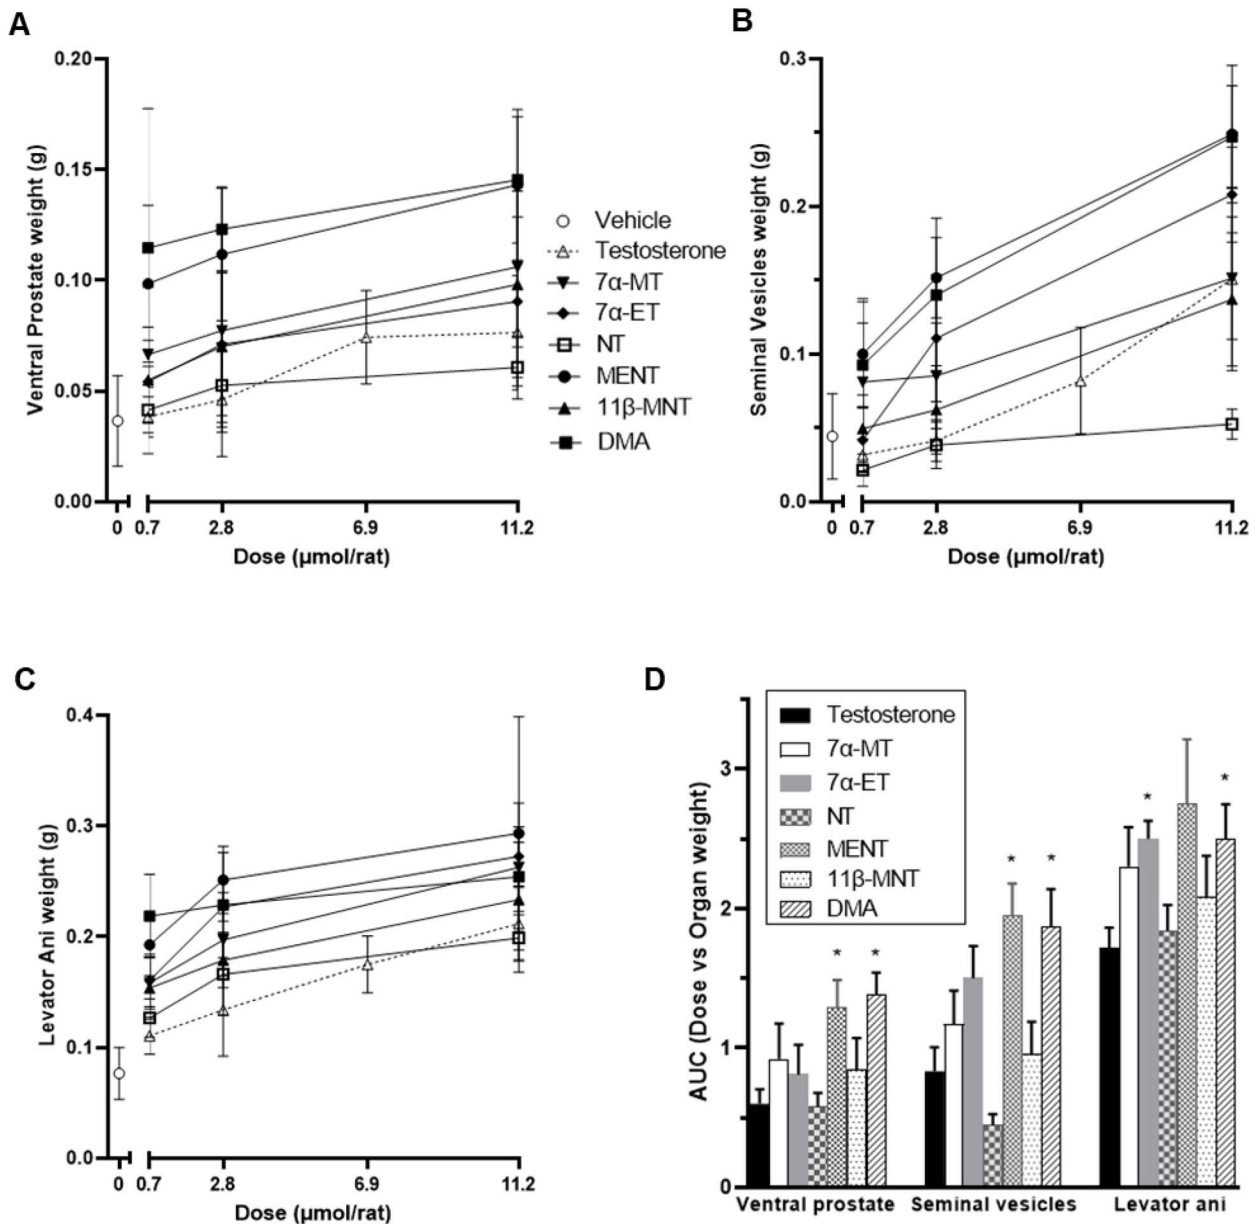 A
Ventral Prostate weight (g)
0.20
0.15
0.10
0.05
0.00
0 0.7 2.8 6.9 11.2
Dose (µmol/rat)
Vehicle
Testosterone
7α-MT
7α-ET
NT
MENT
11β-MNT
DMA
B
Seminal Vesicles weight (g)
0.3
0.2
0.1
0.0
0 0.7 2.8 6.9 11.2
Dose (µmol/rat)
C
Levator Ani weight (g)
0.4
0.3
0.2
0.1
0.0
0 0.7 2.8 6.9 11.2
Dose (µmol/rat)
D
AUC (Dose vs Organ weight)
3
2
1
0
Testosterone
7α-MT
7α-ET
NT
MENT
11β-MNT
DMA
* * * * * *
Ventral prostate Seminal vesicles Levator ani